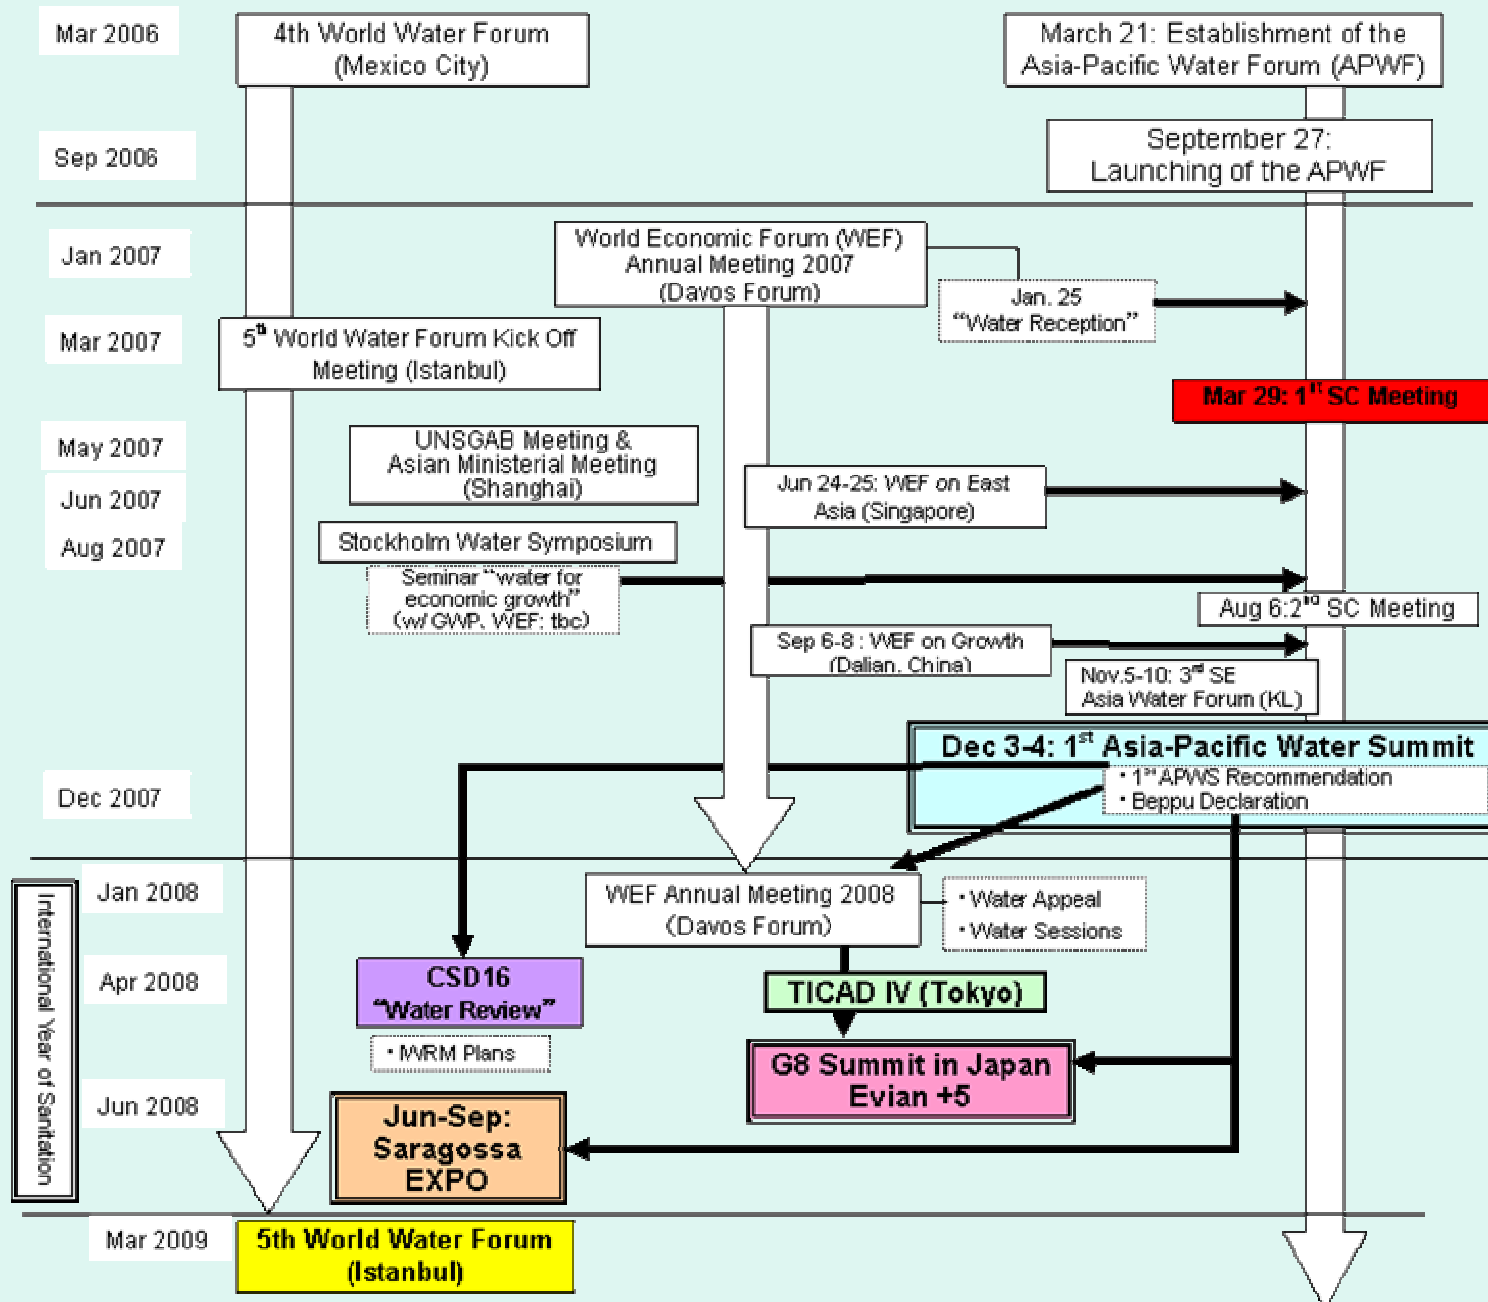 Mar 2006
4th World Water Forum
(Mexico City)
March 21: Establishment of the
Asia-Pacific Water Forum (APWF)
Sep 2006
September 27:
Launching of the APWF
Jan 2007
World Economic Forum (WEF)
Annual Meeting 2007
(Davos Forum)
Jan. 25
“Water Reception”
Mar 2007
5th World Water Forum Kick Off
Meeting (Istanbul)
Mar 29: 1st SC Meeting
May 2007
UNSGAB Meeting &
Asian Ministerial Meeting
(Shanghai)
Jun 2007
Jun 24-25: WEF on East
Asia (Singapore)
Aug 2007
Stockholm Water Symposium
Seminar “water for
economic growth”
(w/ GWP, WEF: tbc)
Aug 6:2nd SC Meeting
Sep 6-8 : WEF on Growth
(Dalian, China)
Nov.5-10: 3rd SE
Asia Water Forum (KL)
Dec 2007
Dec 3-4: 1st Asia-Pacific Water Summit
・1st APWS Recommendation
・Beppu Declaration
International Year of Sanitation
Jan 2008
WEF Annual Meeting 2008
(Davos Forum)
・Water Appeal
・Water Sessions
Apr 2008
CSD16
“Water Review”
・IWRM Plans
TICAD IV (Tokyo)
G8 Summit in Japan
Evian +5
Jun 2008
Jun-Sep:
Saragossa
EXPO
Mar 2009
5th World Water Forum
(Istanbul)